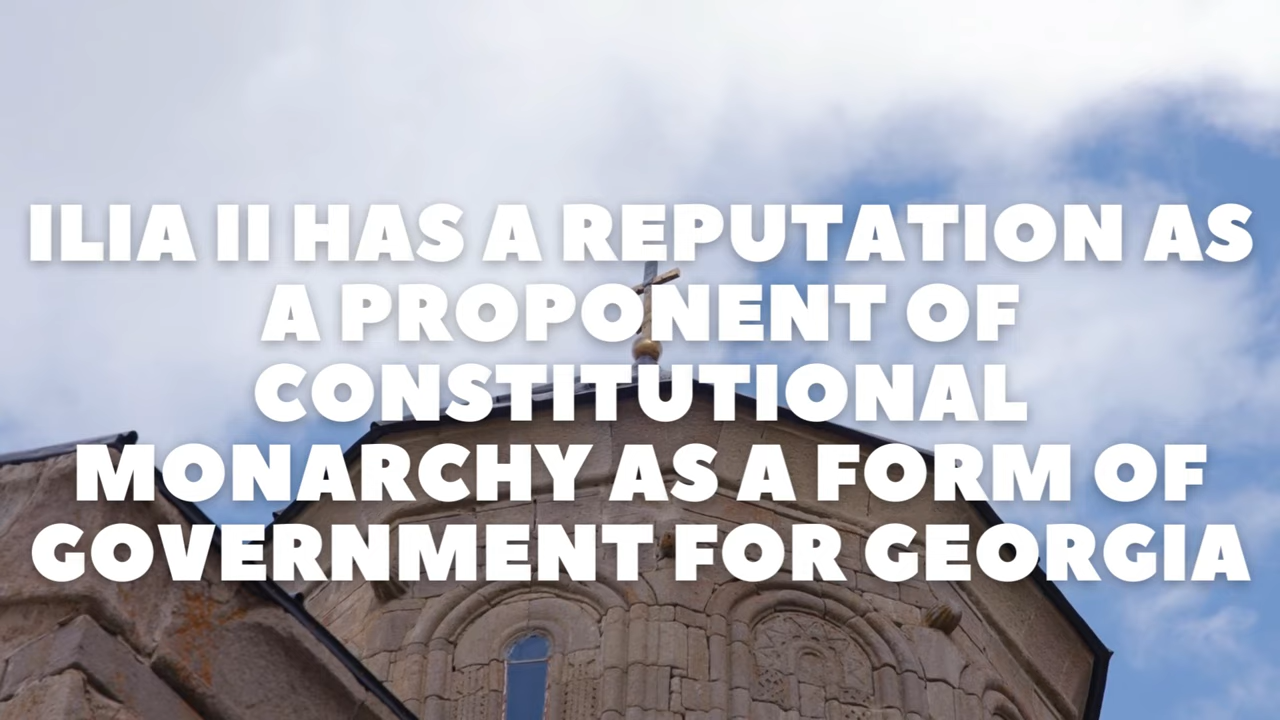 ILIA II HAS A REPUTATION AS
A PROPONENT OF
CONSTITUTIONAL
MONARCHY AS A FORM OF
GOVERNMENT FOR GEORGIA